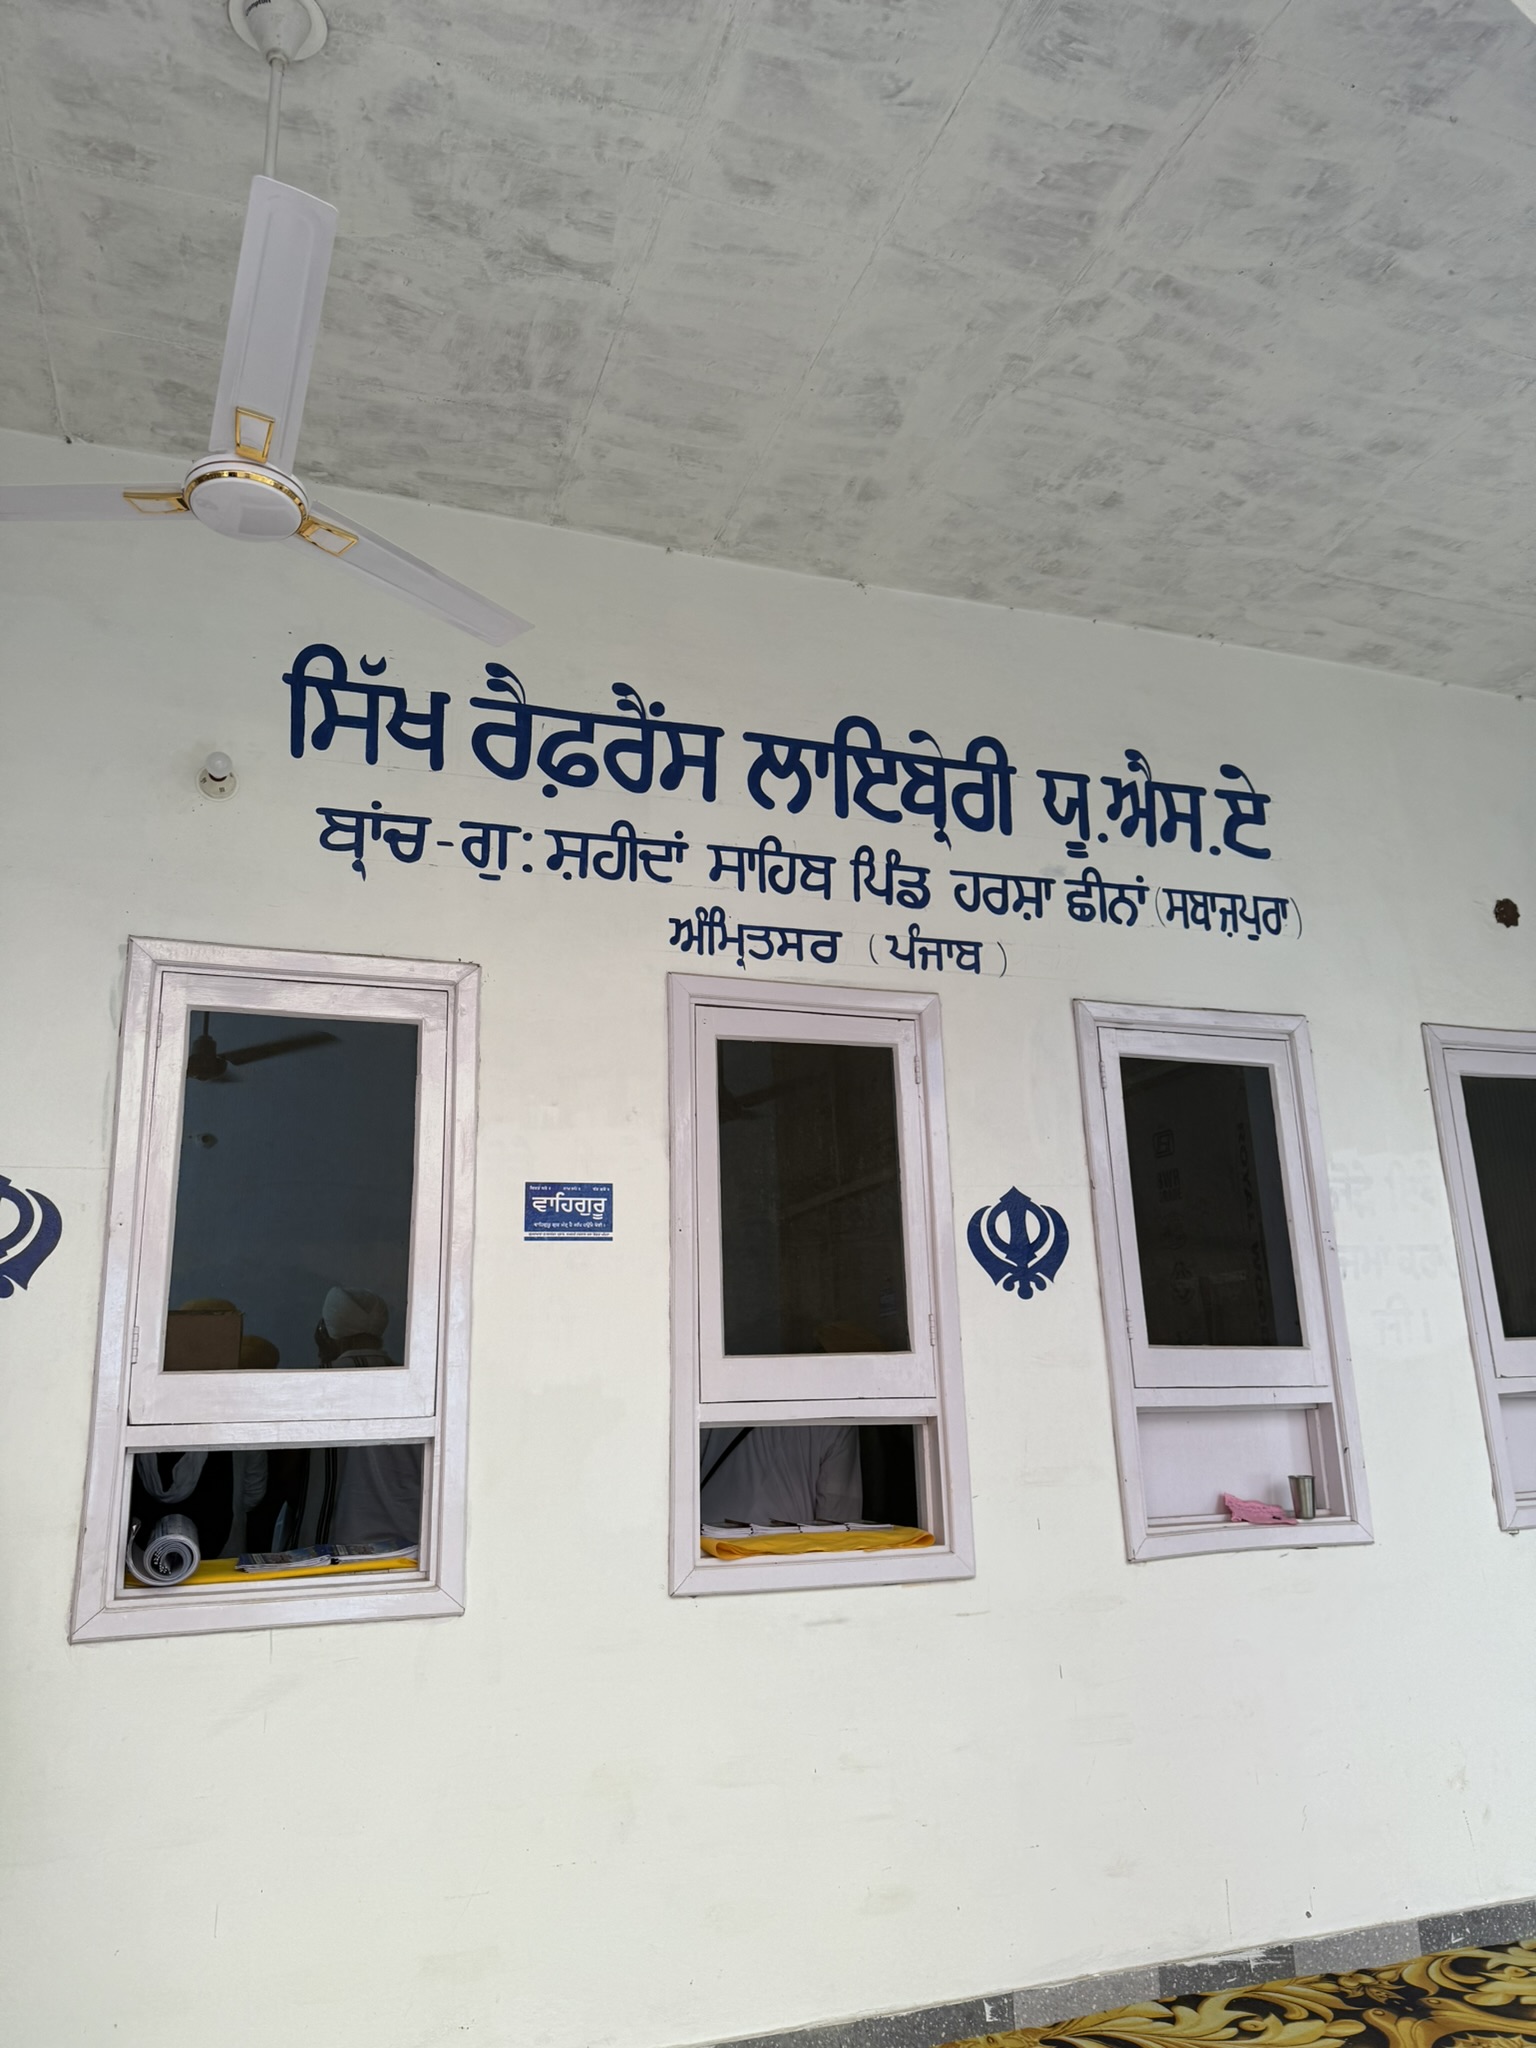 ਸਿੱਖ ਰੈਫ਼ਰੈਂਸ ਲਾਇਬ੍ਰੇਰੀ ਯੂ.ਐਸ.ਏ
ਬ੍ਰਾਂਚ-ਗੁ: ਸ਼ਹੀਦਾਂ ਸਾਹਿਬ ਪਿੰਡ ਹਰਸ਼ਾ ਛੀਨਾਂ (ਸਬਾਜ਼ਪੁਰਾ)
ਅੰਮ੍ਰਿਤਸਰ (ਪੰਜਾਬ)
ਵਾਹਿਗੁਰੂ